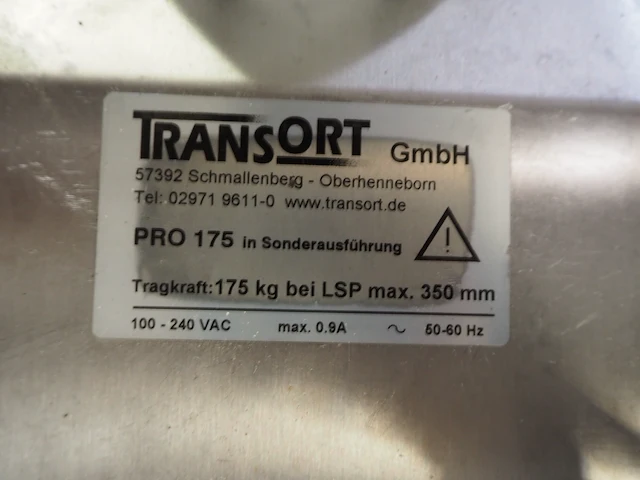 TRANSORT GmbH
57392 Schmallenberg - Oberhenneborn
Tel: 02971 9611-0 www.transort.de
PRO 175 in Sonderausführung
Tragkraft: 175 kg bei LSP max. 350 mm
100 - 240 VAC max. 0.9A ~ 50-60 Hz